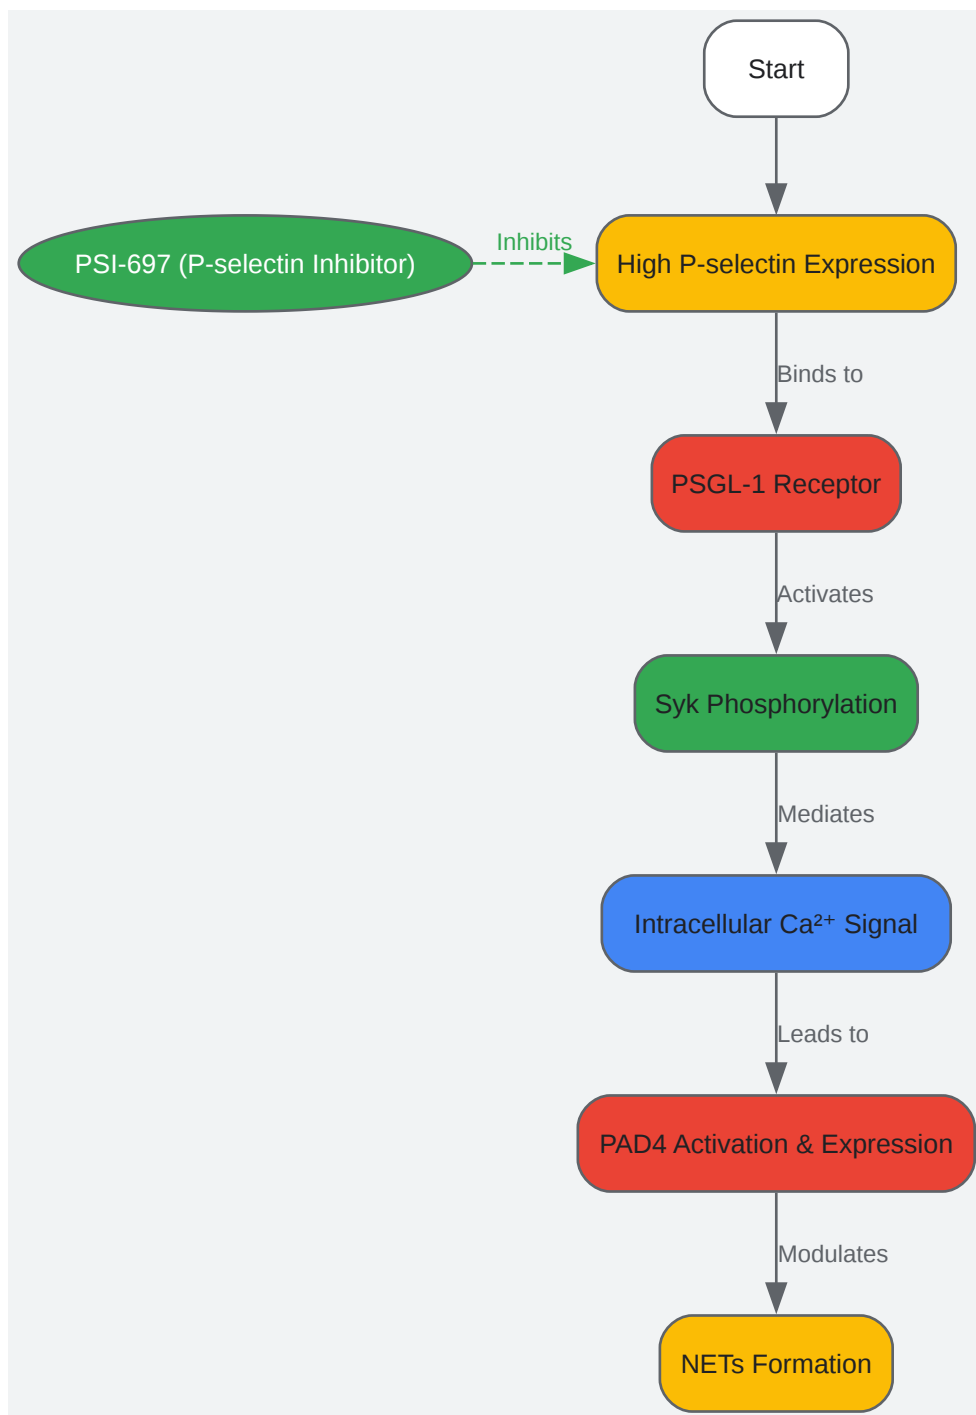 Start
Inhibits
PSI-697 (P-selectin Inhibitor)
High P-selectin Expression
Binds to
PSGL-1 Receptor
Activates
Syk Phosphorylation
Mediates
Intracellular Ca²⁺ Signal
Leads to
PAD4 Activation & Expression
Modulates
NETs Formation